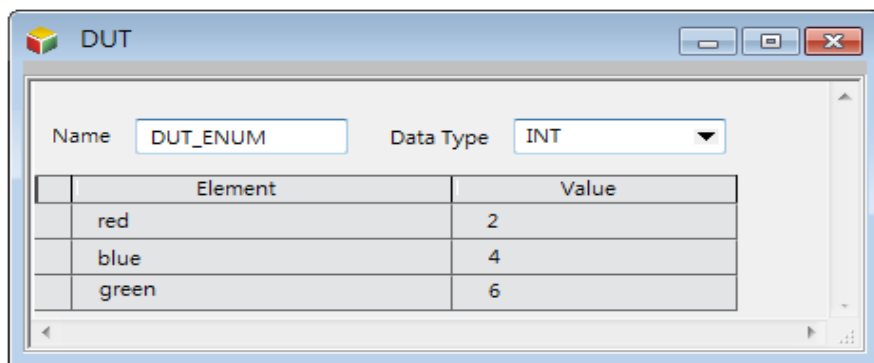 DUT
Name DUT_ENUM Data Type INT
Element Value
red 2
blue 4
green 6